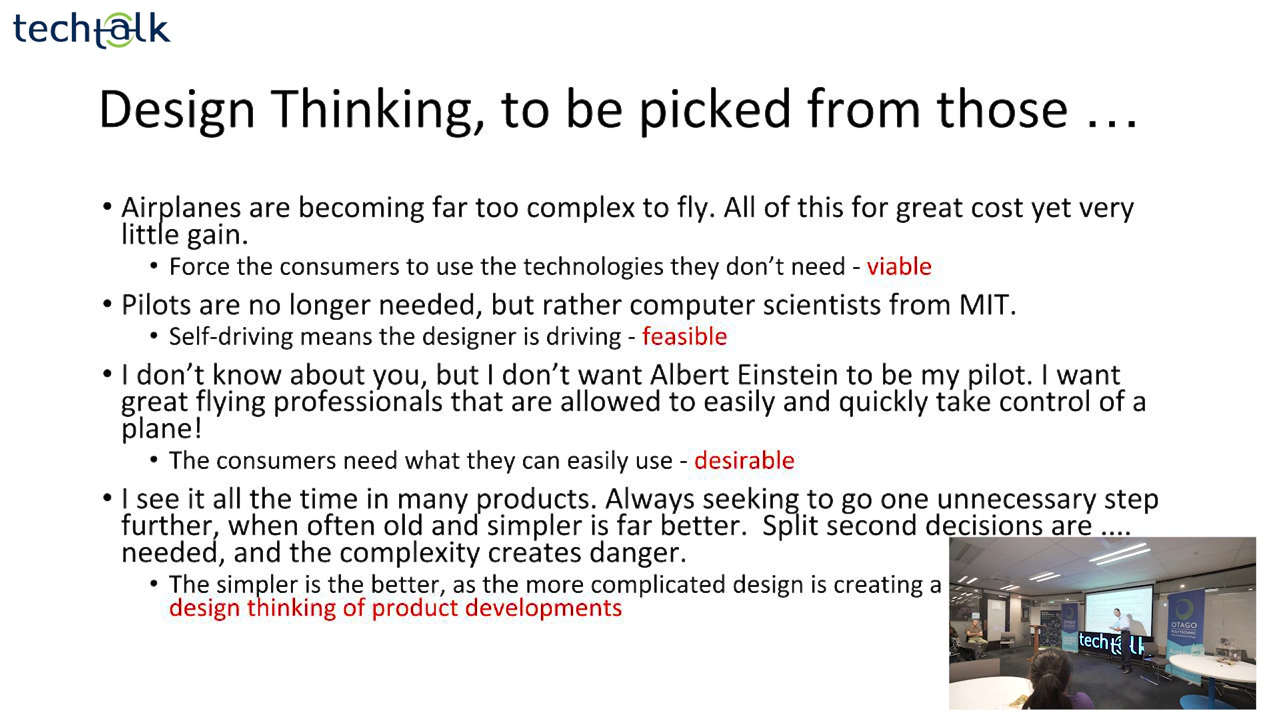 techtalk
Design Thinking, to be picked from those …
• Airplanes are becoming far too complex to fly. All of this for great cost yet very
little gain.
• Force the consumers to use the technologies they don't need - viable
• Pilots are no longer needed, but rather computer scientists from MIT.
• Self-driving means the designer is driving - feasible
• I don't know about you, but I don't want Albert Einstein to be my pilot. I want
great flying professionals that are allowed to easily and quickly take control of a
plane!
• The consumers need what they can easily use - desirable
• I see it all the time in many products. Always seeking to go one unnecessary step
further, when often old and simpler is far better.  Split second decisions are ....
needed, and the complexity creates danger.
• The simpler is the better, as the more complicated design is creating a
design thinking of product developments
OTAGO
POLYTECHNIC
OTAGO
POLYTECHNIC
techtalk